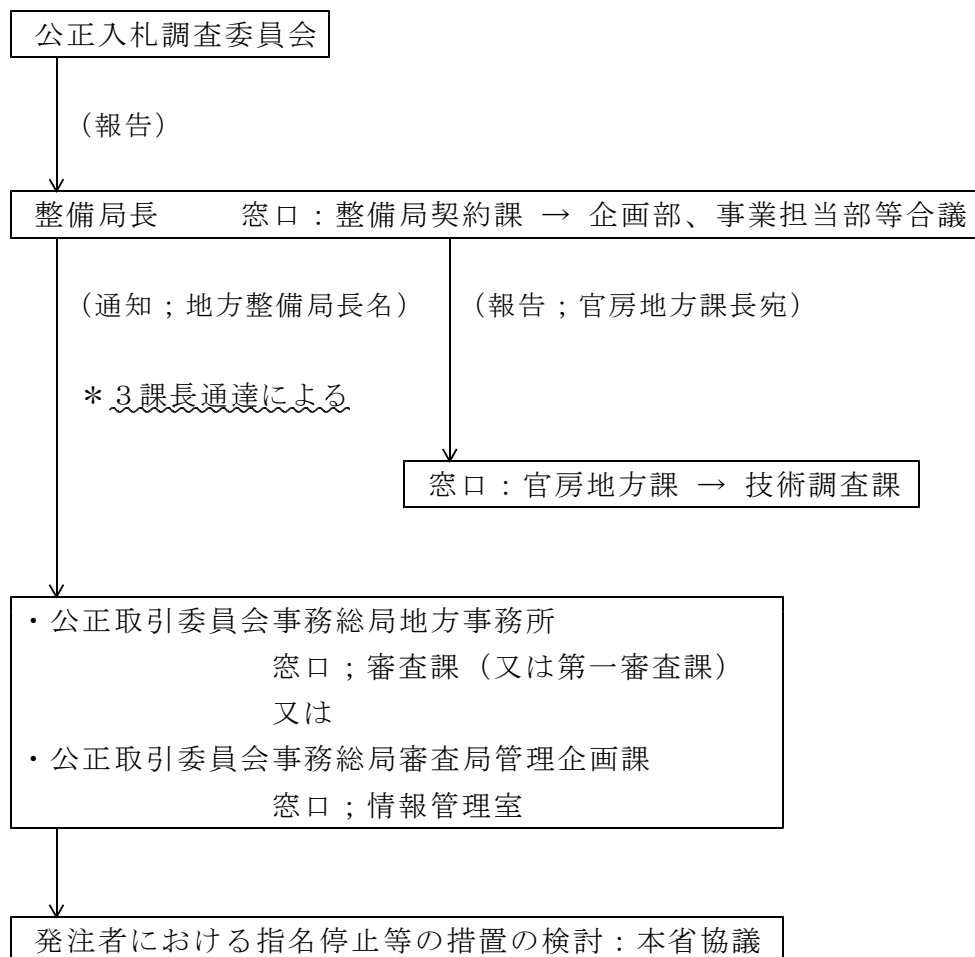 公正入札調査委員会
（報告）
整備局長　　窓口：整備局契約課 → 企画部、事業担当部等合議
（通知；地方整備局長名）　（報告；官房地方課長宛）
＊３課長通達による
窓口：官房地方課 → 技術調査課
・公正取引委員会事務総局地方事務所
窓口；審査課（又は第一審査課）
又は
・公正取引委員会事務総局審査局管理企画課
窓口；情報管理室
発注者における指名停止等の措置の検討：本省協議